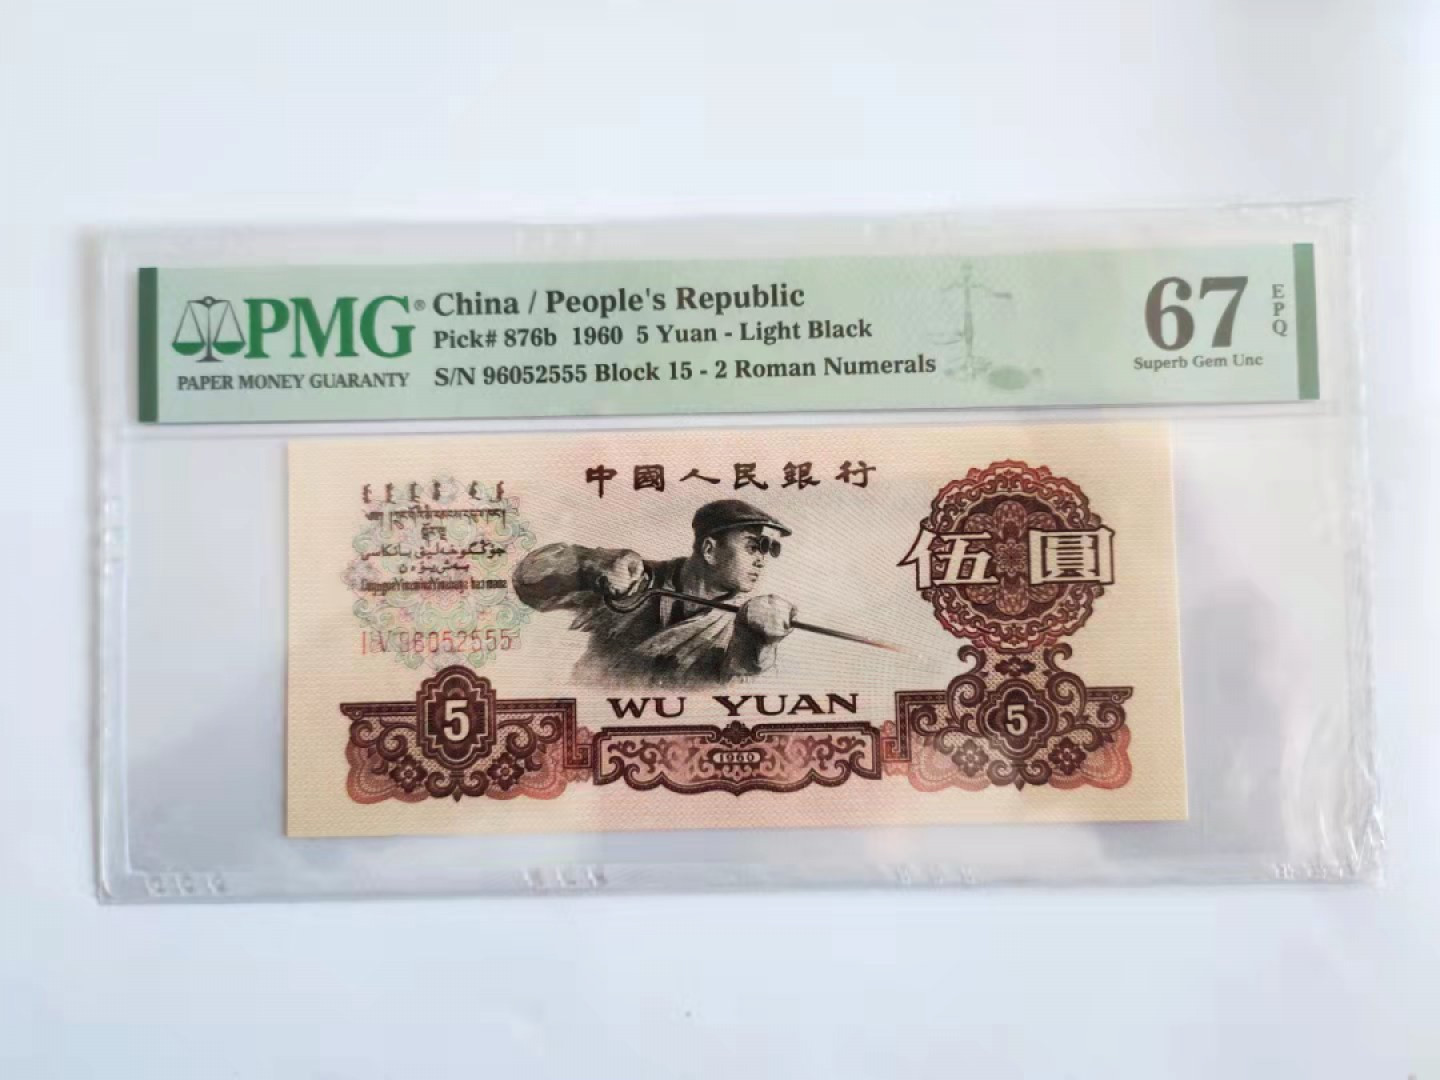 PMG®
PAPER MONEY GUARANTY
China / People's Republic
Pick# 876b 1960 5 Yuan - Light Black
S/N 96052555 Block 15 - 2 Roman Numerals
67
EPQ
Superb Gem Unc
中國人民銀行
伍圓
I V 96052555
WU YUAN
5
1960
5